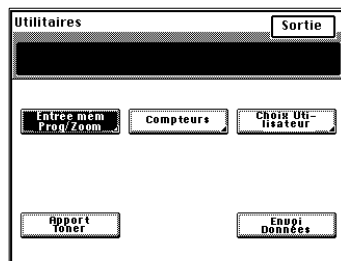 Utilitaires
Sortie
Entrée mém
Prog/Zoom
Compteurs
Choix Uti-
lisateur
Apport
Toner
Envoi
Données